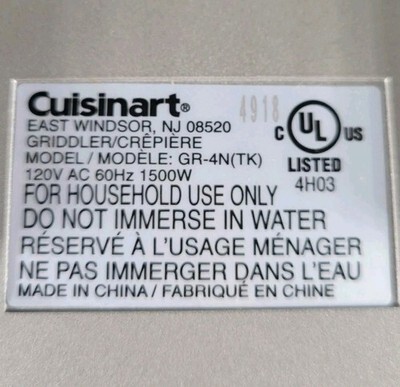 Cuisinart®
4918
EAST WINDSOR, NJ 08520
GRIDDLER/CRÊPIÈRE
MODEL / MODÈLE: GR-4N(TK)
120V AC 60Hz 1500W
C UL US
LISTED
4H03
FOR HOUSEHOLD USE ONLY
DO NOT IMMERSE IN WATER
RÉSERVÉ À L'USAGE MÉNAGER
NE PAS IMMERGER DANS L'EAU
MADE IN CHINA / FABRIQUÉ EN CHINE